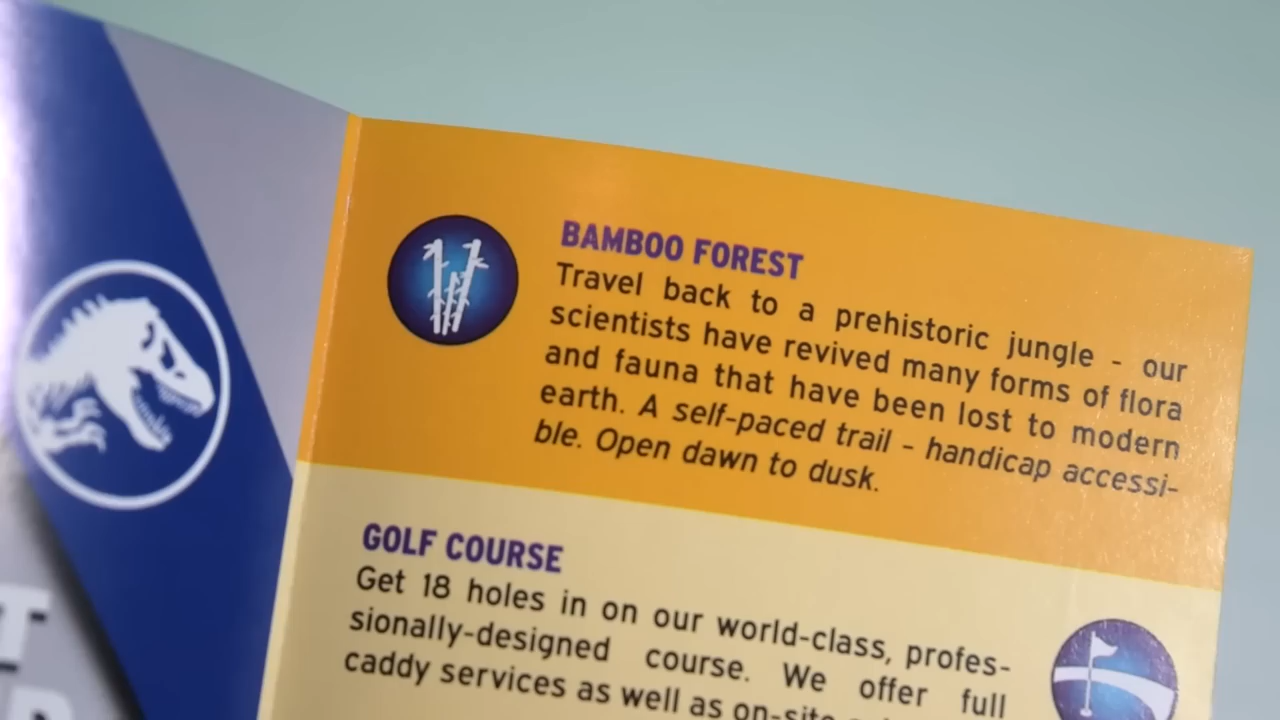 BAMBOO FOREST
Travel back to a prehistoric jungle - our
scientists have revived many forms of flora
and fauna that have been lost to modern
earth. A self-paced trail - handicap accessi-
ble. Open dawn to dusk.
GOLF COURSE
Get 18 holes in on our world-class, profes-
sionally-designed course. We offer full
caddy services as well as on-site